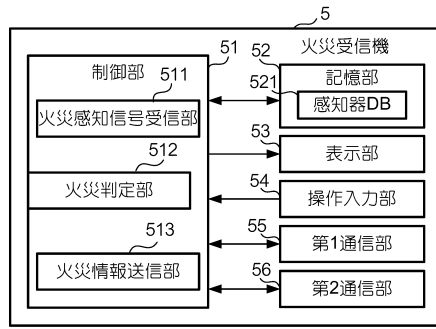 5
火災受信機
51
制御部
511
火災感知信号受信部
512
火災判定部
513
火災情報送信部
52
記憶部
521
感知器DB
53
表示部
54
操作入力部
55
第1通信部
56
第2通信部